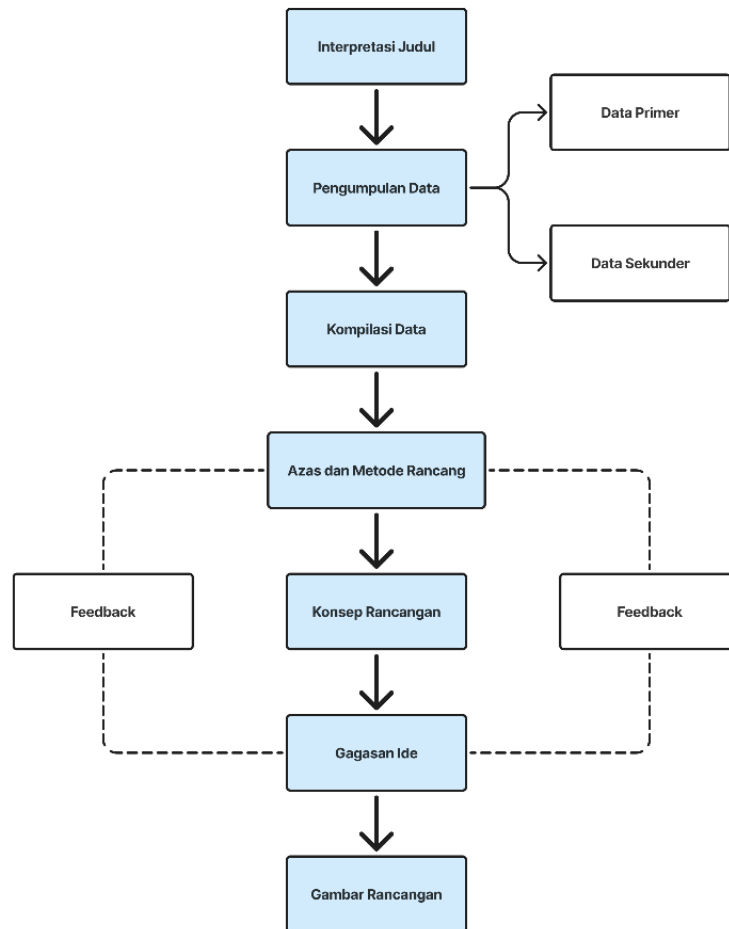 Interpretasi Judul
Data Primer
Pengumpulan Data
Data Sekunder
Kompilasi Data
Azas dan Metode Rancang
Feedback
Konsep Rancangan
Feedback
Gagasan Ide
Gambar Rancangan